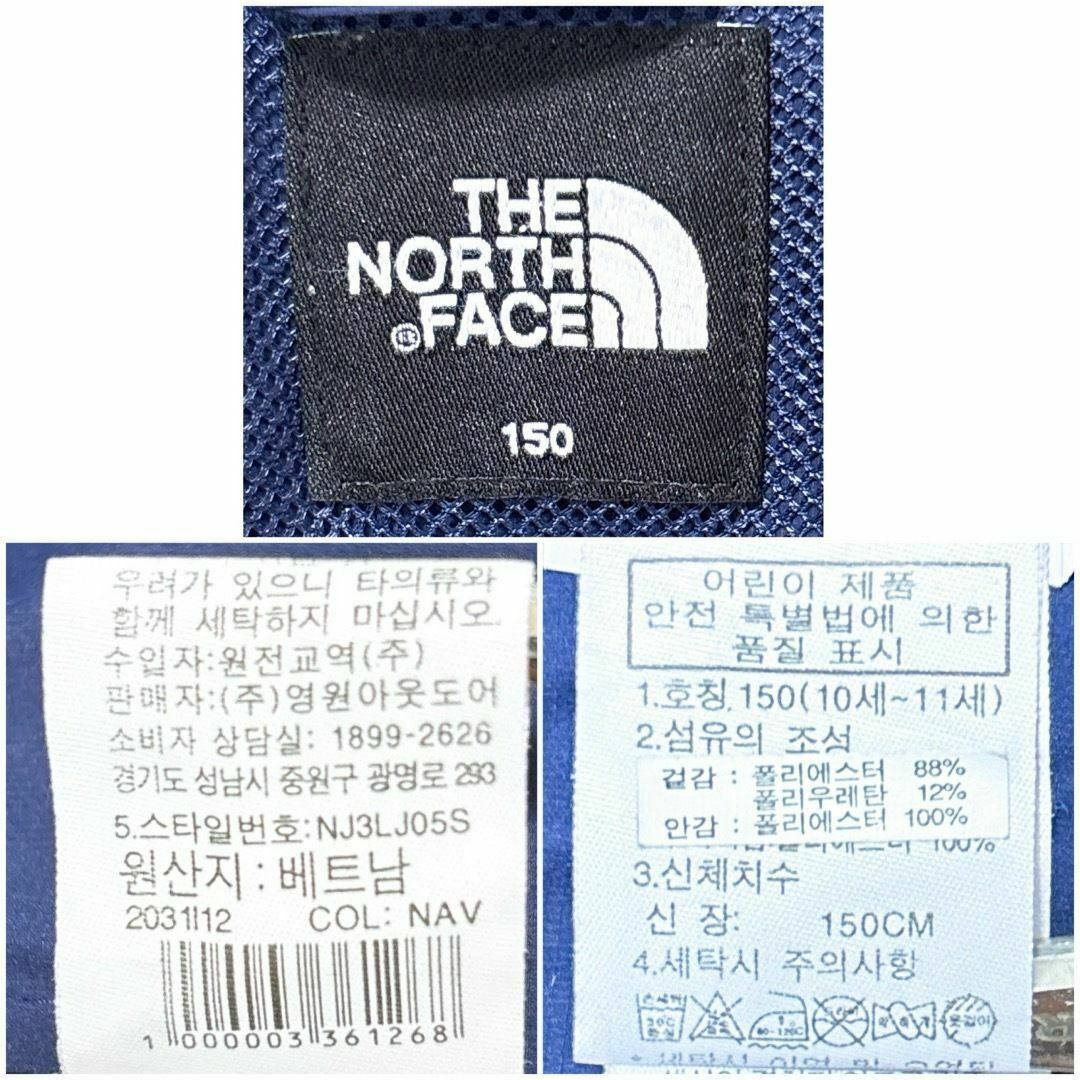 THE
NORTH
FACE
150
우려가 있으니 타의류와
함께 세탁하지 마십시오.
수입자:원전교역(주)
판매자:(주)영원아웃도어
소비자 상담실: 1899-2626
경기도 성남시 중원구 광명로 293
5.스타일번호:NJ3LJ05S
원산지: 베트남
2031112 COL: NAV
1 000003 361268
어린이 제품
안전 특별법에 의한
품질 표시
1.호칭. 150(10세~11세)
2.섬유의 조성
겉감 : 폴리에스터 88%
폴리우레탄 12%
안감 : 폴리에스터 100%
100%
3.신체치수
신 장: 150CM
4.세탁시 주의사항